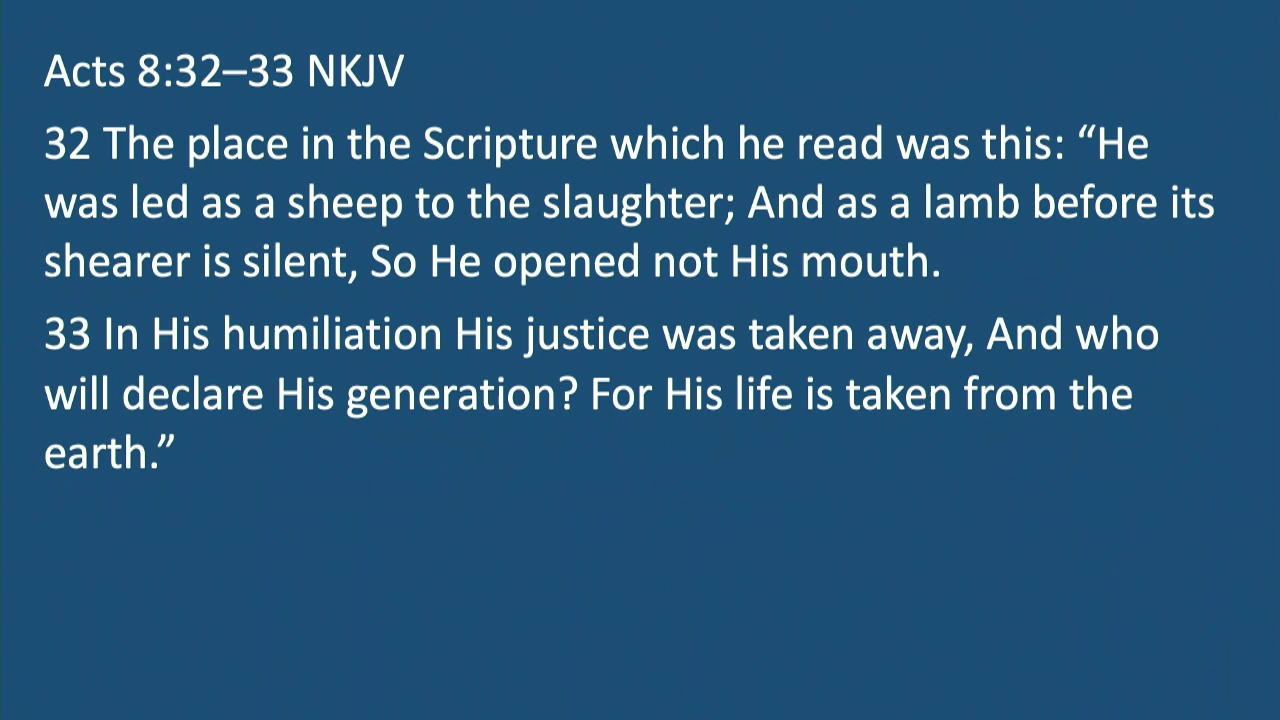 Acts 8:32–33 NKJV
32 The place in the Scripture which he read was this: “He
was led as a sheep to the slaughter; And as a lamb before its
shearer is silent, So He opened not His mouth.
33 In His humiliation His justice was taken away, And who
will declare His generation? For His life is taken from the
earth.”